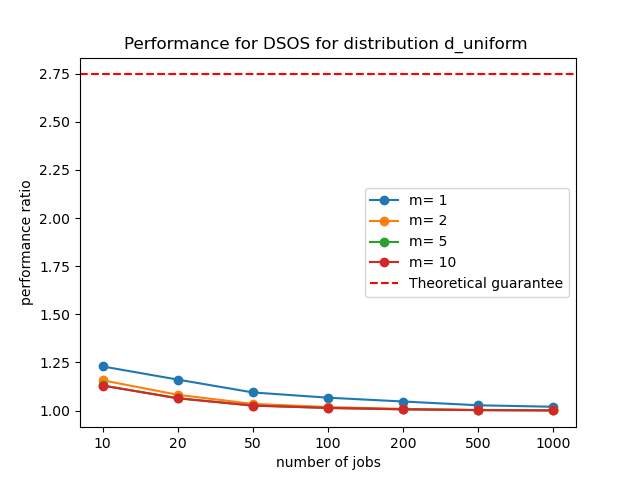 Performance for DSOS for distribution d_uniform
performance ratio
2.75
2.50
2.25
2.00
1.75
1.50
1.25
1.00
m= 1
m= 2
m= 5
m= 10
Theoretical guarantee
10 20 50 100 200 500 1000
number of jobs